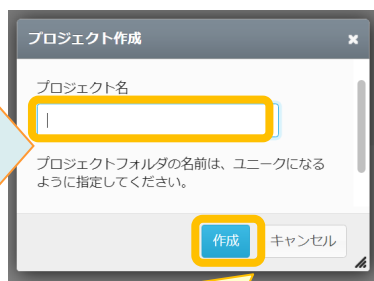 プロジェクト作成
プロジェクト名
プロジェクトフォルダの名前は、ユニークになる
ように指定してください。
作成 キャンセル